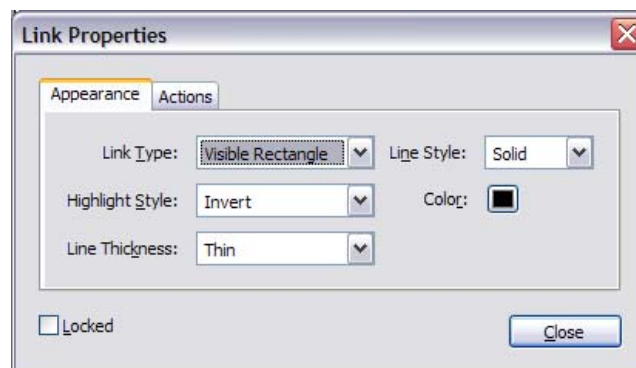 Link Properties
Appearance Actions
Link Type: Visible Rectangle Line Style: Solid
Highlight Style: Invert Color:
Line Thickness: Thin
Locked Close